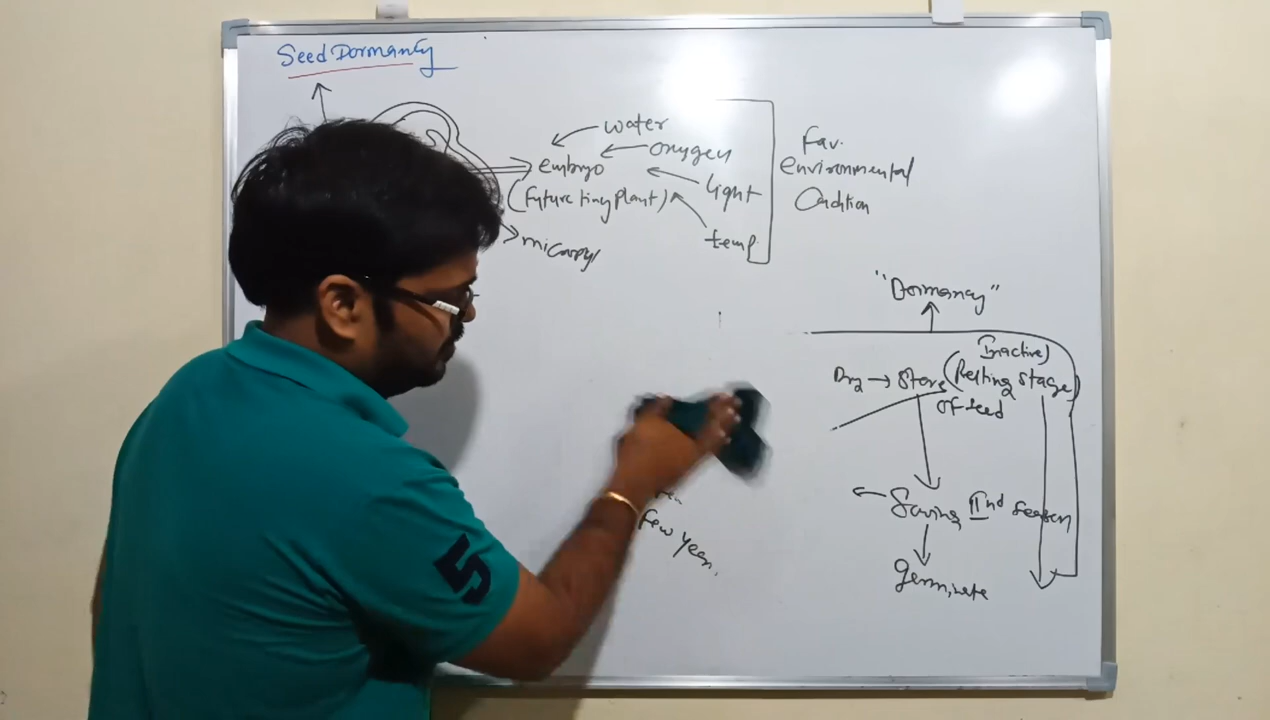 Seed Dormancy
water
oxygen
embryo
light
(future tiny plant)
temp.
micropy
Fav.
environmental
Condition
"Dormancy"
Inactive)
Dry → Store (Resting stage)
of seed
Sowing IInd season
germinate
few years.
5